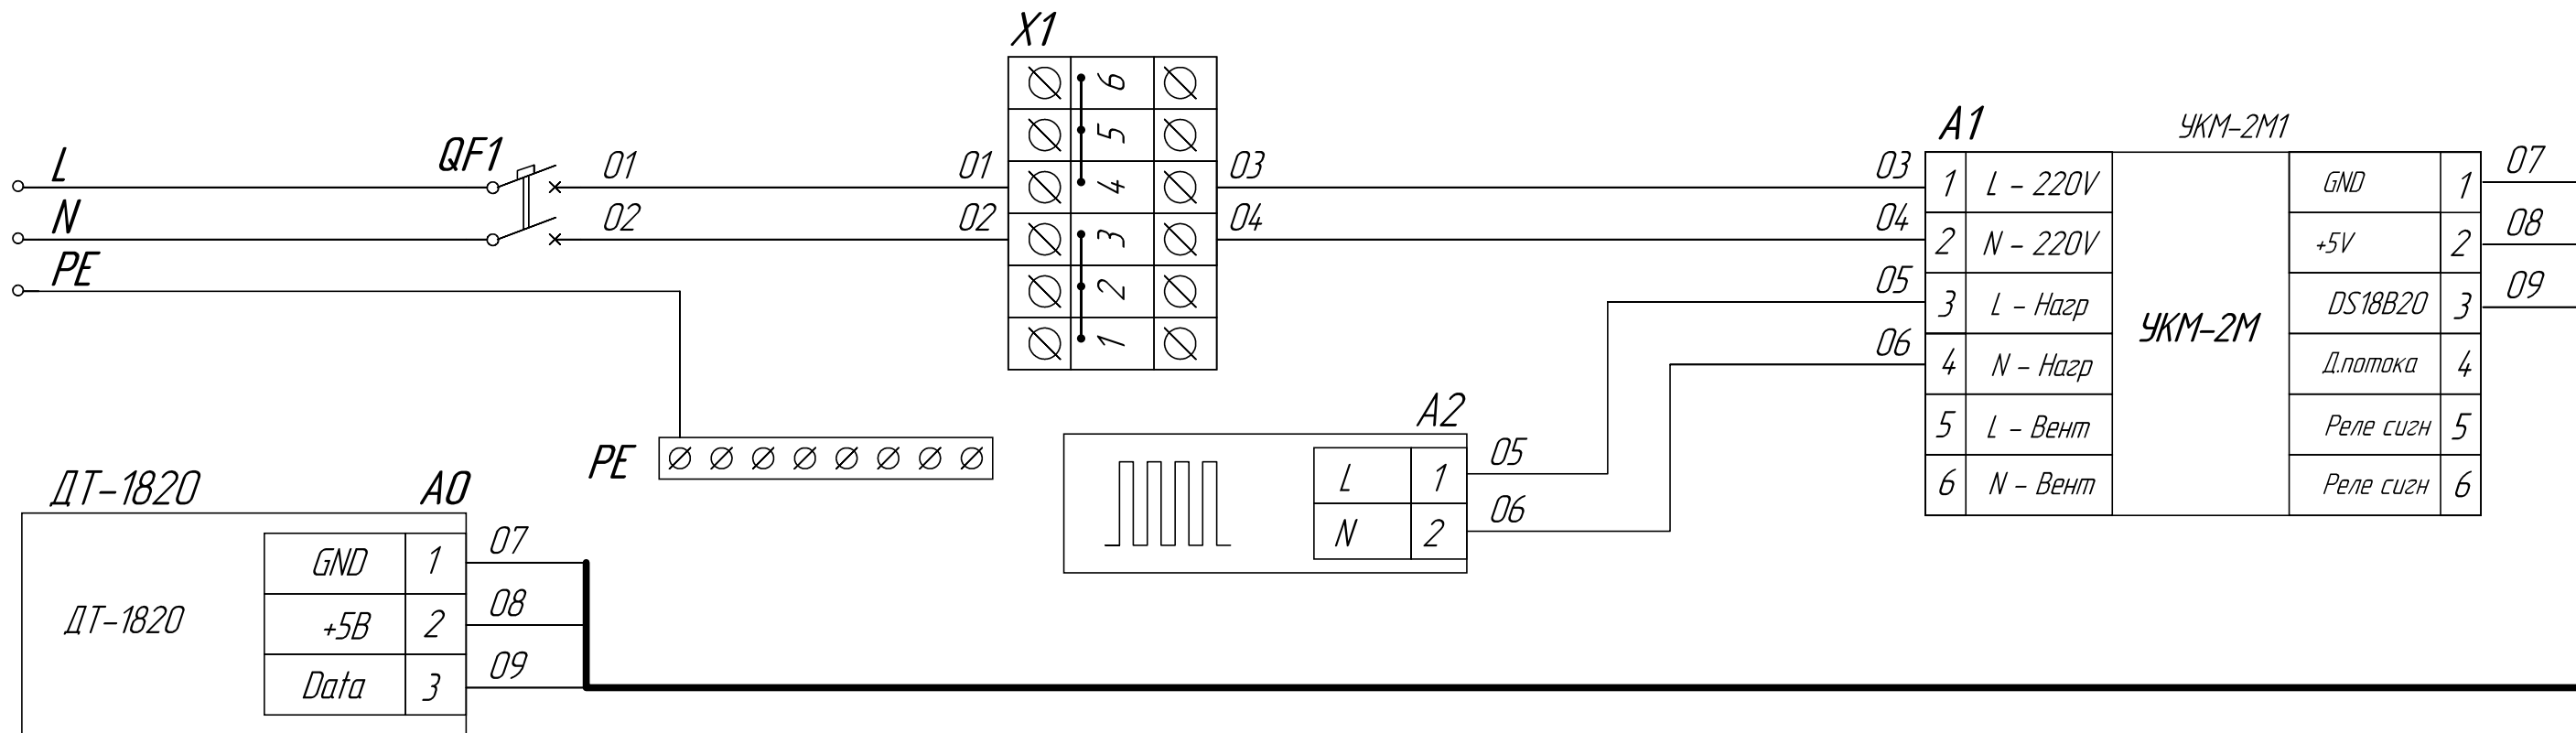 X1
6
5
4
3
2
1
L
N
PE
QF1
01
02
01
02
03
04
03
04
05
06
A1
УКМ-2М1
1 L - 220V
2 N - 220V
3 L - Нагр
4 N - Нагр
5 L - Вент
6 N - Вент
УКМ-2М
GND 1
+5V 2
DS18B20 3
Д.потока 4
Реле сигн 5
Реле сигн 6
07
08
09
PE
A2
L 1
N 2
05
06
ДТ-1820
A0
ДТ-1820
GND 1
+5В 2
Data 3
07
08
09